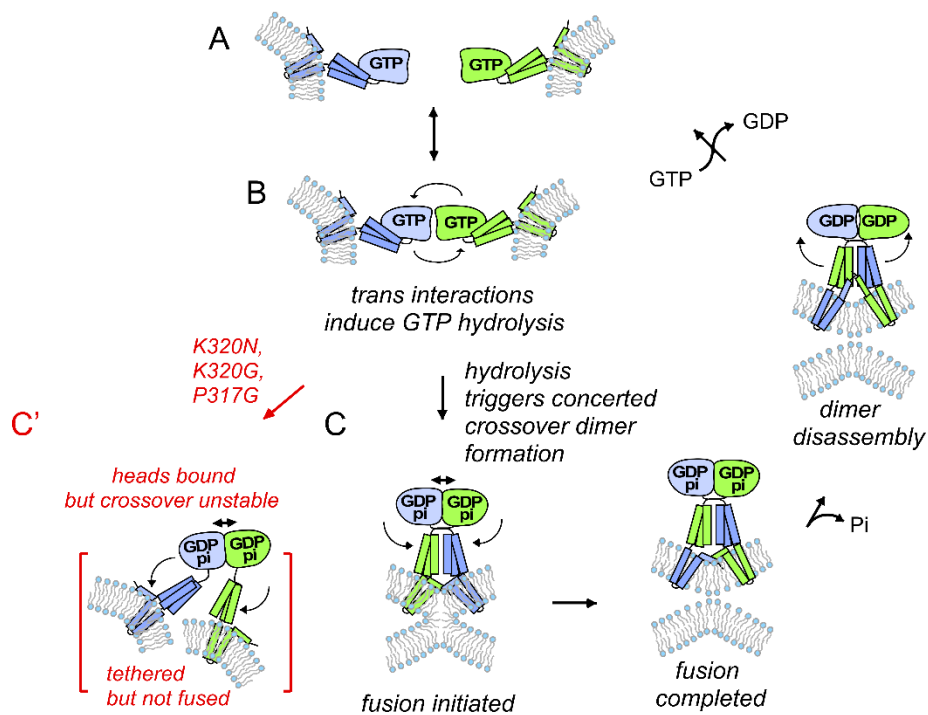 A
GTP
GTP
GDP
GTP
B
GTP
GTP
trans interactions
induce GTP hydrolysis
GDP
GDP
dimer
disassembly
K320N,
K320G,
P317G
hydrolysis
triggers concerted
crossover dimer
formation
C'
C
heads bound
but crossover unstable
GDP
pi
GDP
pi
tethered
but not fused
GDP
pi
GDP
pi
fusion initiated
GDP
pi
GDP
pi
Pi
fusion
completed